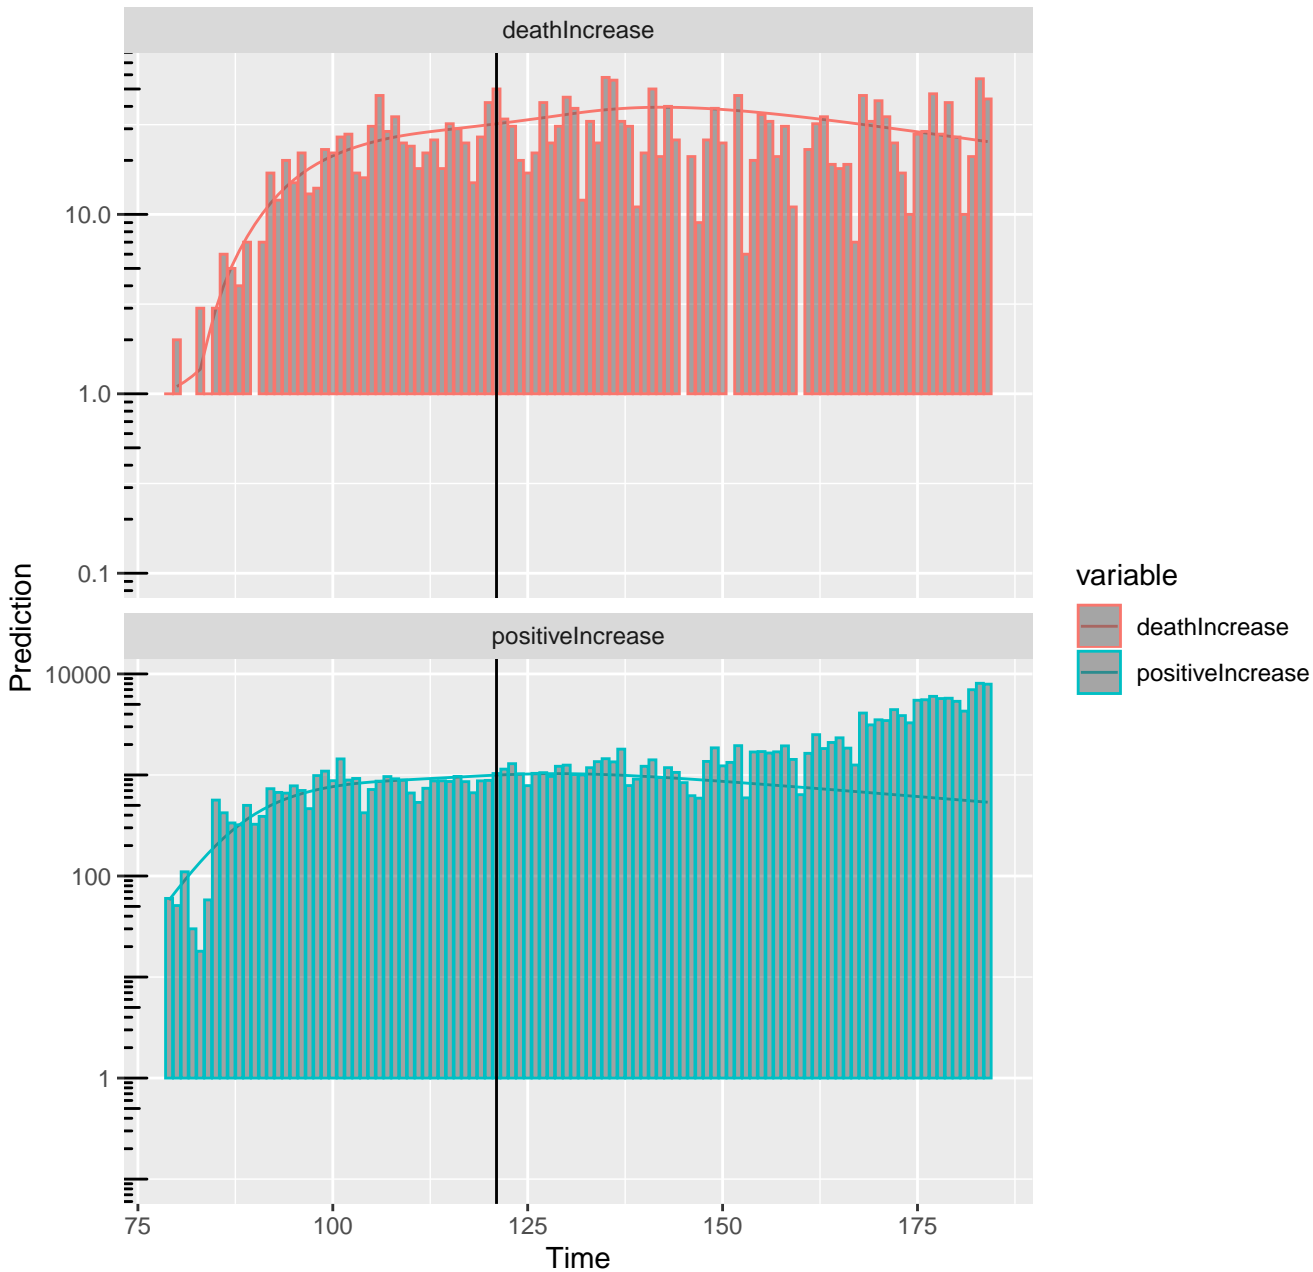 deathIncrease
10.0
1.0
0.1
Prediction
positiveIncrease
10000
100
1
75 100 125 150 175
Time
variable
deathIncrease
positiveIncrease